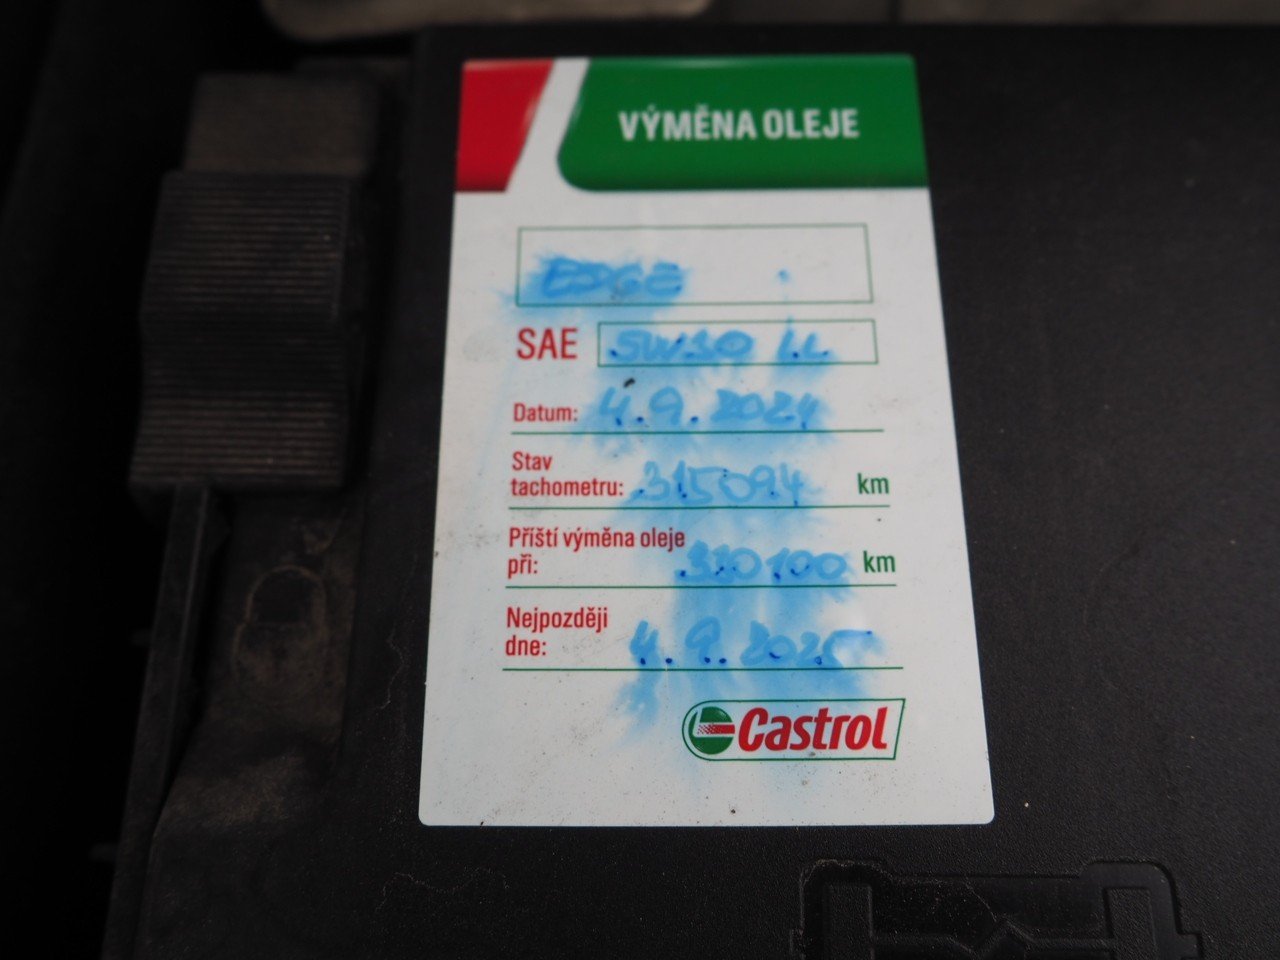 VÝMĚNA OLEJE
EDGE
SAE 5W30 LL
Datum: 4.9.2024
Stav
tachometru: 315094 km
Příští výměna oleje
při: 330100 km
Nejpozději
dne: 4.9.2025
Castrol